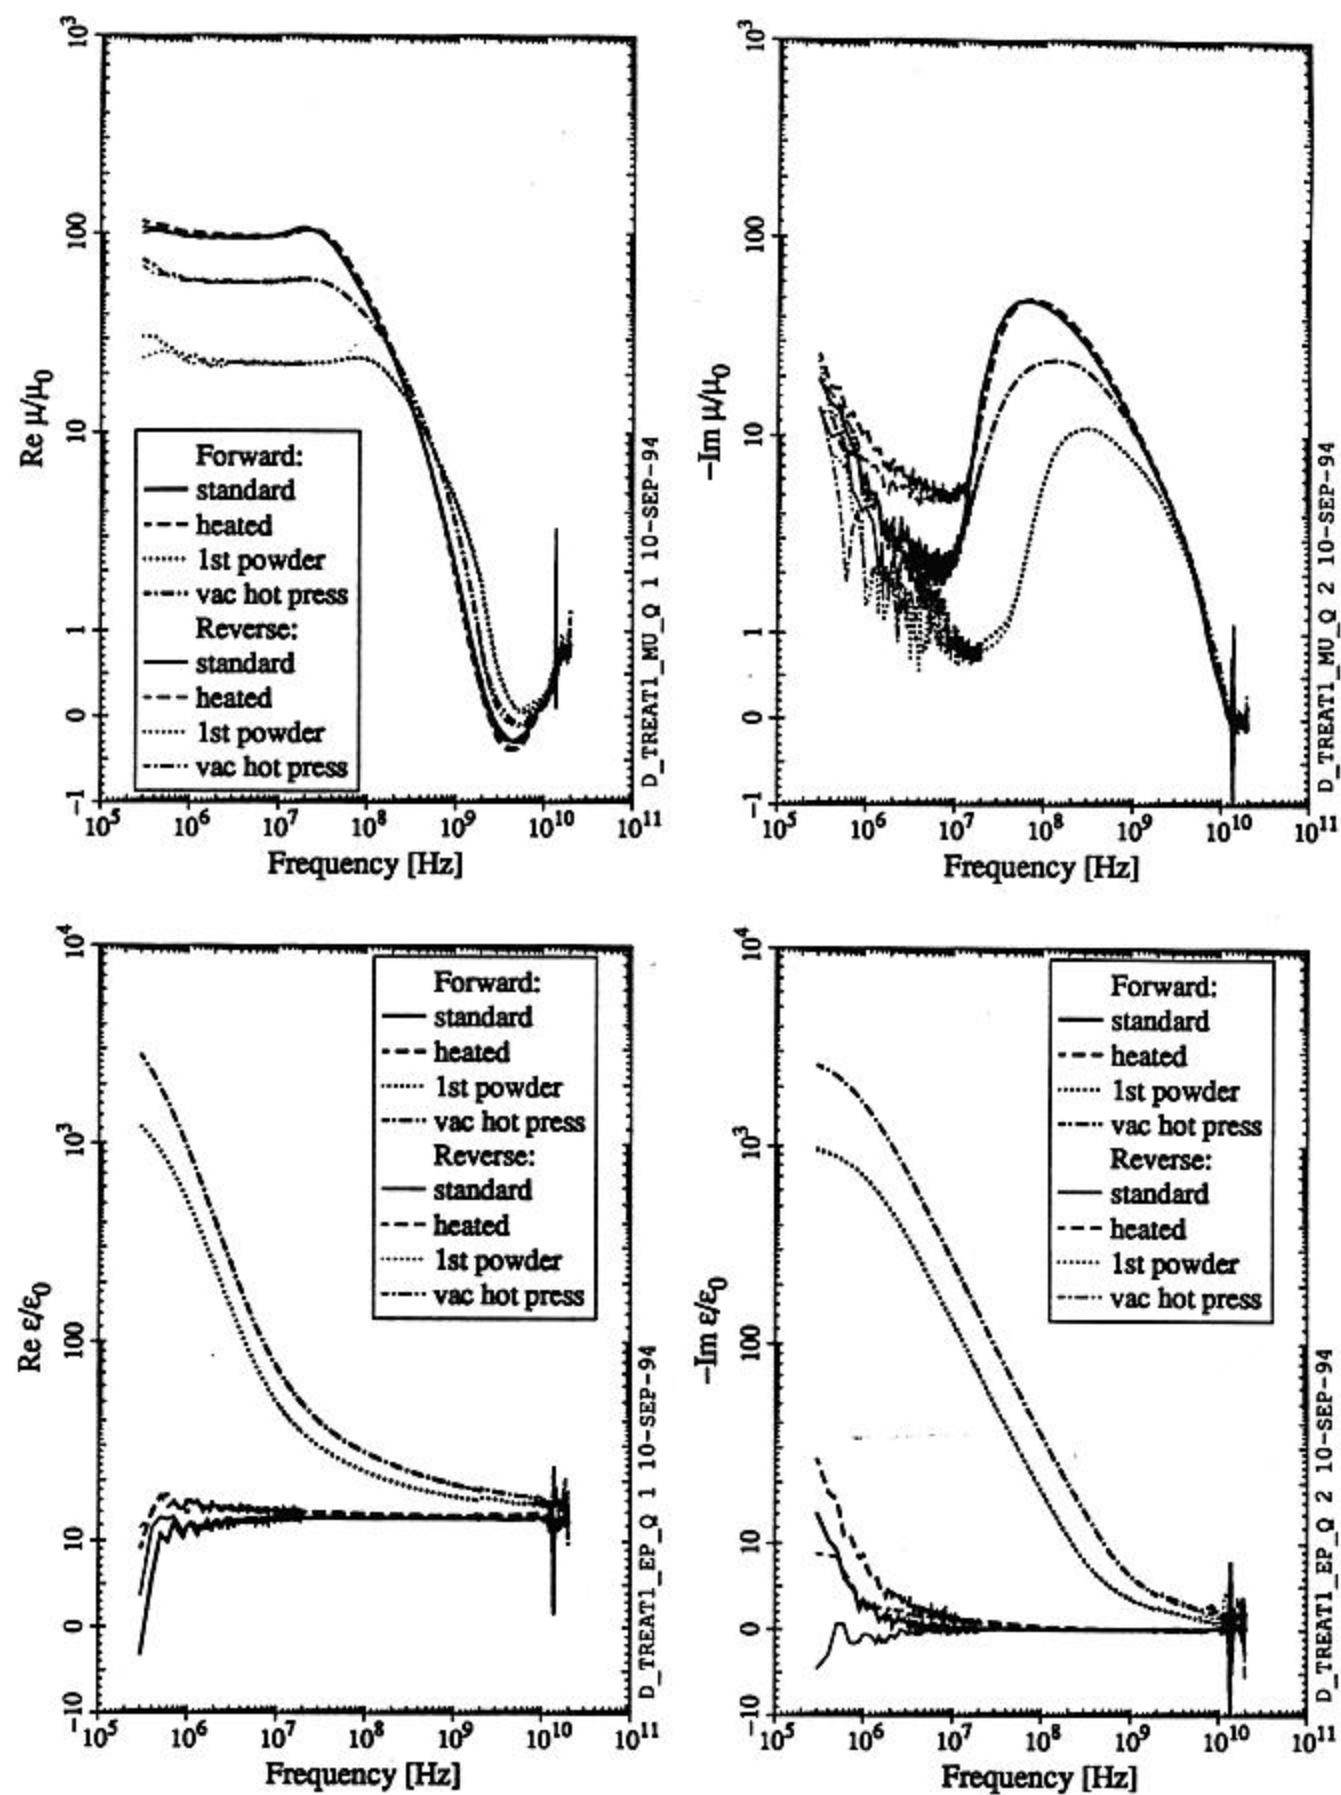 10³
100
10
1
0
−1
Re μ/μ₀
Forward:
standard
heated
1st powder
vac hot press
Reverse:
standard
heated
1st powder
vac hot press
10⁵ 10⁶ 10⁷ 10⁸ 10⁹ 10¹⁰ 10¹¹
Frequency [Hz]
D_TREAT1_MU_Q 1 10-SEP-94
10³
100
10
1
0
−1
−Im μ/μ₀
10⁵ 10⁶ 10⁷ 10⁸ 10⁹ 10¹⁰ 10¹¹
Frequency [Hz]
D_TREAT1_MU_Q 2 10-SEP-94
10⁴
10³
100
10
0
−10
Re ε/ε₀
Forward:
standard
heated
1st powder
vac hot press
Reverse:
standard
heated
1st powder
vac hot press
10⁵ 10⁶ 10⁷ 10⁸ 10⁹ 10¹⁰ 10¹¹
Frequency [Hz]
D_TREAT1_EP_Q 1 10-SEP-94
10⁴
10³
100
10
0
−10
−Im ε/ε₀
Forward:
standard
heated
1st powder
vac hot press
Reverse:
standard
heated
1st powder
vac hot press
10⁵ 10⁶ 10⁷ 10⁸ 10⁹ 10¹⁰ 10¹¹
Frequency [Hz]
D_TREAT1_EP_Q 2 10-SEP-94